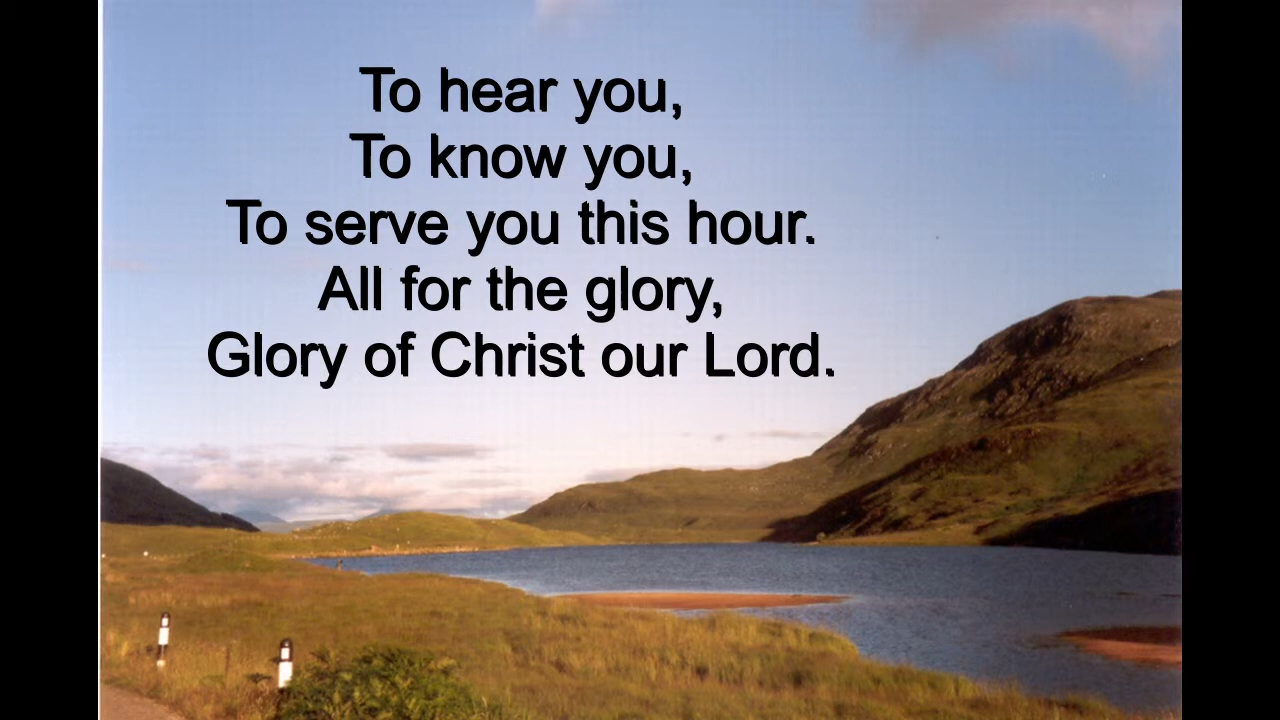 To hear you,
To know you,
To serve you this hour.
All for the glory,
Glory of Christ our Lord.